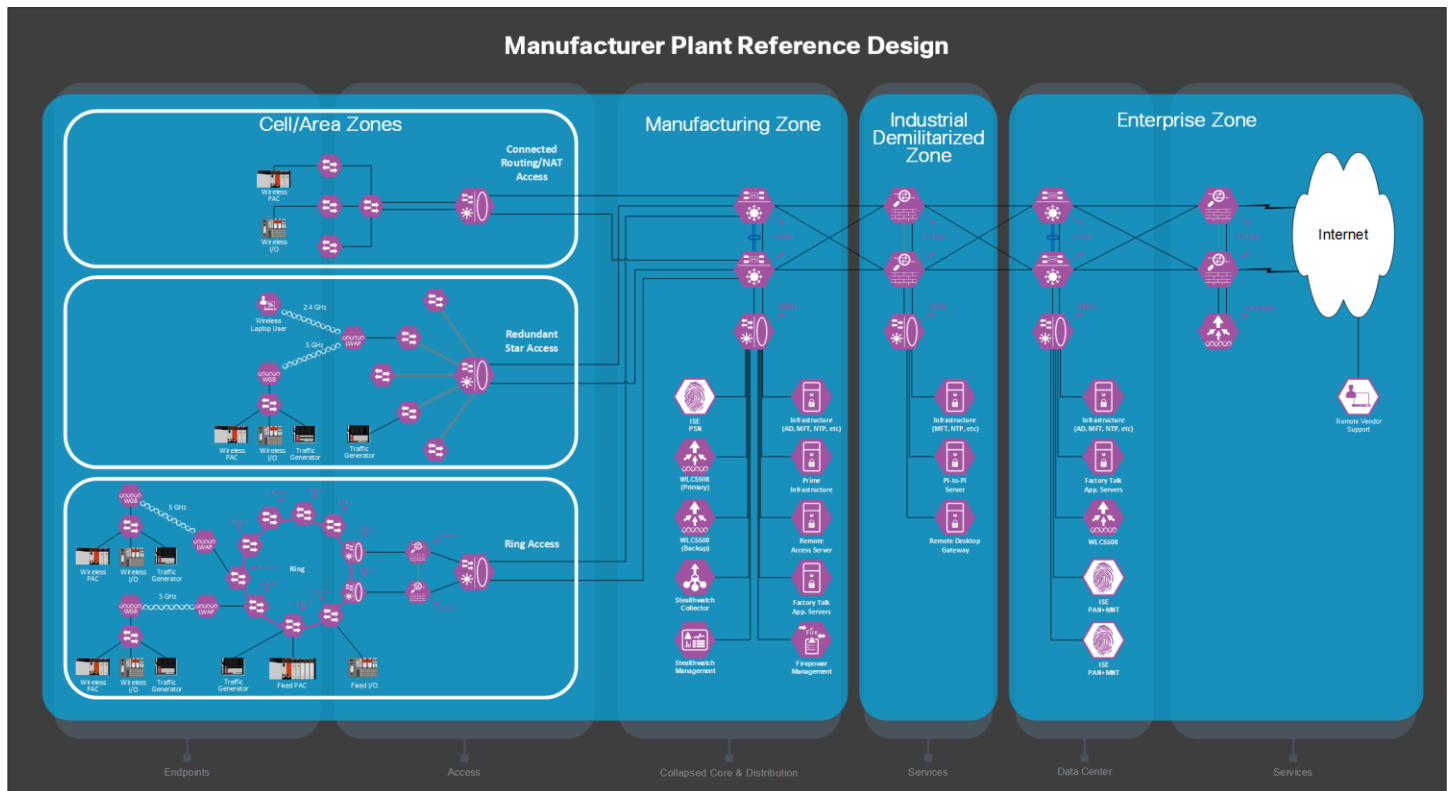 Manufacturer Plant Reference Design
Cell/Area Zones
Connected
Routing/NAT
Access
Wireless
PAC
Wireless
I/O
Redundant
Star Access
Wireless
Laptop User
2.4 GHz
5 GHz
LWAP
WGB
Wireless
PAC
Wireless
I/O
Traffic
Generator
Traffic
Generator
Ring Access
WGB
5 GHz
LWAP
Wireless
PAC
Wireless
I/O
Traffic
Generator
Ring
WGB
5 GHz
LWAP
Wireless
PAC
Wireless
I/O
Traffic
Generator
Traffic
Generator
Fixed PAC
Fixed I/O
Manufacturing Zone
ISE
PSN
Infrastructure
(AD, MFT, NTP, etc)
WLC5508
(Primary)
Prime
Infrastructure
WLC5508
(Backup)
Remote
Access Server
Stealthwatch
Collector
Factory Talk
App. Servers
Stealthwatch
Management
Fire
Firepower
Management
Industrial
Demilitarized
Zone
Infrastructure
(MFT, NTP, etc)
PI-to-PI
Server
Remote Desktop
Gateway
Enterprise Zone
Infrastructure
(AD, MFT, NTP, etc)
Factory Talk
App. Servers
WLC5508
ISE
PAN+MNT
ISE
PAN+MNT
Internet
Remote Vendor
Support
Endpoints
Access
Collapsed Core & Distribution
Services
Data Center
Services